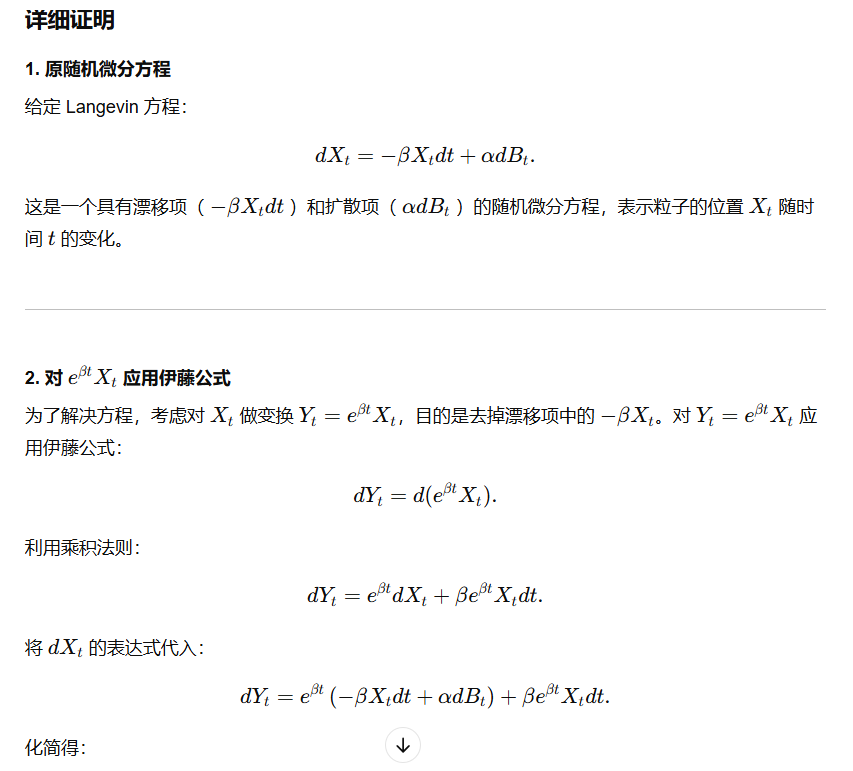 详细证明
1. 原随机微分方程
给定 Langevin 方程：
$dX_t = -\beta X_t dt + \alpha dB_t.$
这是一个具有漂移项（$-\beta X_t dt$）和扩散项（$\alpha dB_t$）的随机微分方程，表示粒子的位置 $X_t$ 随时
间 $t$ 的变化。
2. 对 $e^{\beta t} X_t$ 应用伊藤公式
为了解决方程，考虑对 $X_t$ 做变换 $Y_t = e^{\beta t} X_t$，目的是去掉漂移项中的 $-\beta X_t$。对 $Y_t = e^{\beta t} X_t$ 应
用伊藤公式：
$dY_t = d(e^{\beta t} X_t).$
利用乘积法则：
$dY_t = e^{\beta t} dX_t + \beta e^{\beta t} X_t dt.$
将 $dX_t$ 的表达式代入：
$dY_t = e^{\beta t} (-\beta X_t dt + \alpha dB_t) + \beta e^{\beta t} X_t dt.$
化简得：